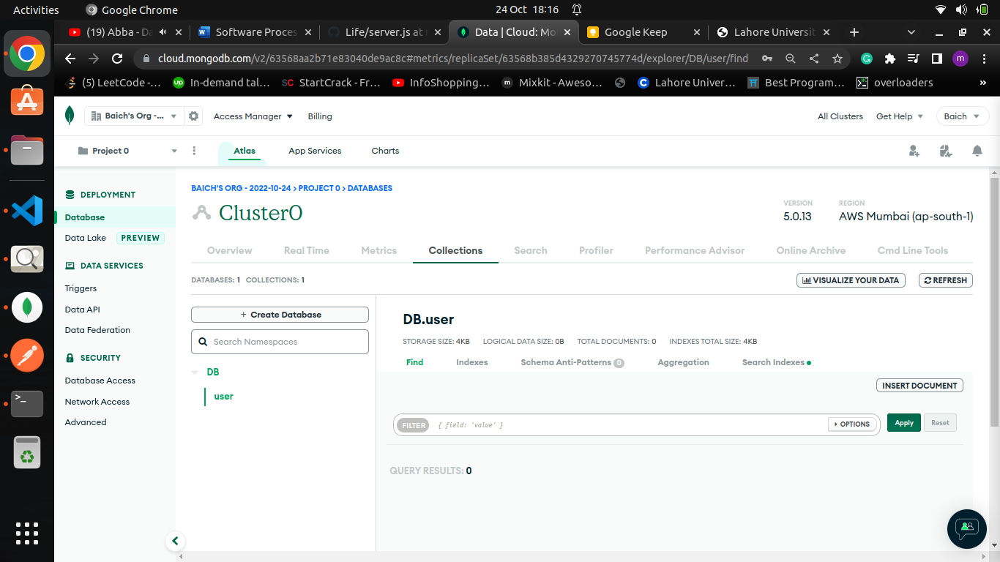 Activities Google Chrome 24 Oct 18:16
(19) Abba - Da Software Proces Life/server.js at Data | Cloud: Mo Google Keep Lahore Universit
cloud.mongodb.com/v2/63568aa2b71e83040de9ac8c#metrics/replicaSet/63568b385d4329270745774d/explorer/DB/user/find m
(5) LeetCode -... up In-demand tal... SC StartCrack - Fr... InfoShopping... m Mixkit - Aweso... C Lahore Univer... Best Program... HC overloaders »
Baich's Org -... Access Manager Billing All Clusters Get Help Baich
Project 0 Atlas App Services Charts
DEPLOYMENT
Database
Data Lake PREVIEW
DATA SERVICES
Triggers
Data API
Data Federation
SECURITY
Database Access
Network Access
Advanced
BAICH'S ORG - 2022-10-24 > PROJECT 0 > DATABASES
Cluster0
VERSION REGION
5.0.13 AWS Mumbai (ap-south-1)
Overview Real Time Metrics Collections Search Profiler Performance Advisor Online Archive Cmd Line Tools
DATABASES: 1 COLLECTIONS: 1 VISUALIZE YOUR DATA REFRESH
+ Create Database
Search Namespaces
DB
user
DB.user
STORAGE SIZE: 4KB LOGICAL DATA SIZE: 0B TOTAL DOCUMENTS: 0 INDEXES TOTAL SIZE: 4KB
Find Indexes Schema Anti-Patterns 0 Aggregation Search Indexes
INSERT DOCUMENT
FILTER { field: 'value' } OPTIONS Apply Reset
QUERY RESULTS: 0